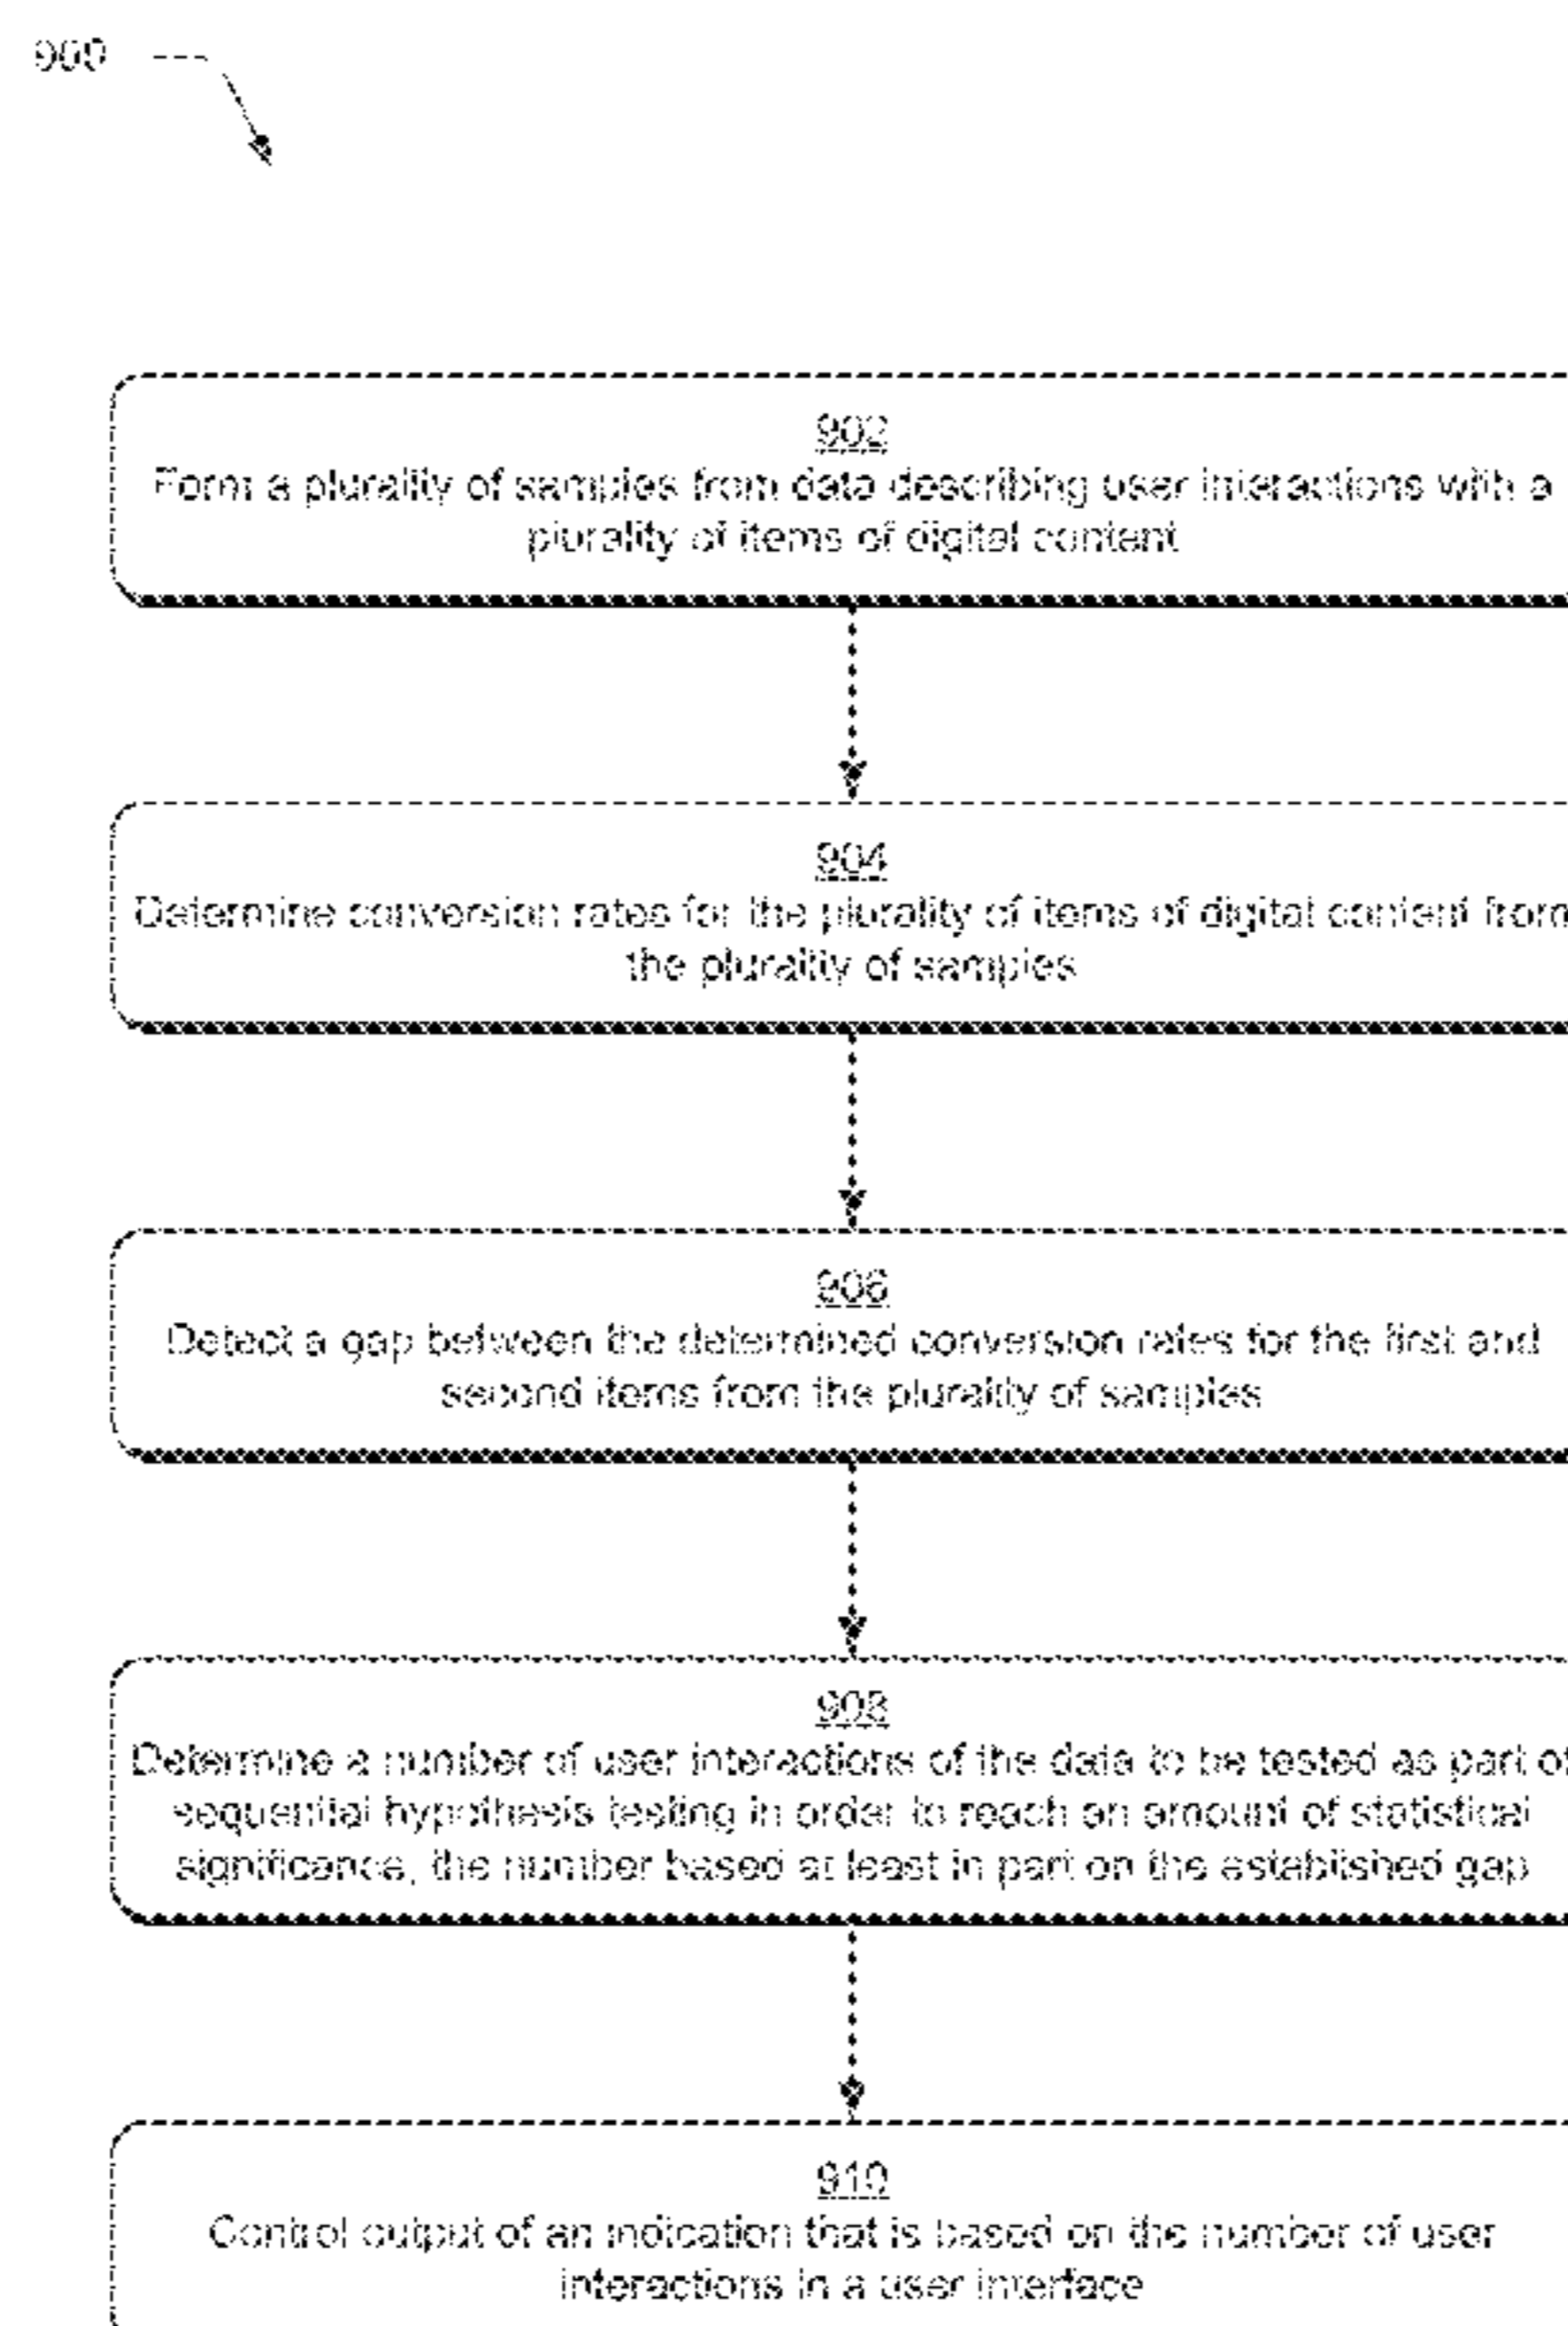 900
902
Form a plurality of samples from data describing user interactions with a
plurality of items of digital content
904
Determine conversion rates for the plurality of items of digital content from
the plurality of samples
906
Detect a gap between the determined conversion rates for the first and
second items from the plurality of samples
908
Determine a number of user interactions of the data to be tested as part of
sequential hypothesis testing in order to reach an amount of statistical
significance, the number based at least in part on the established gap
910
Control output of an indication that is based on the number of user
interactions in a user interface